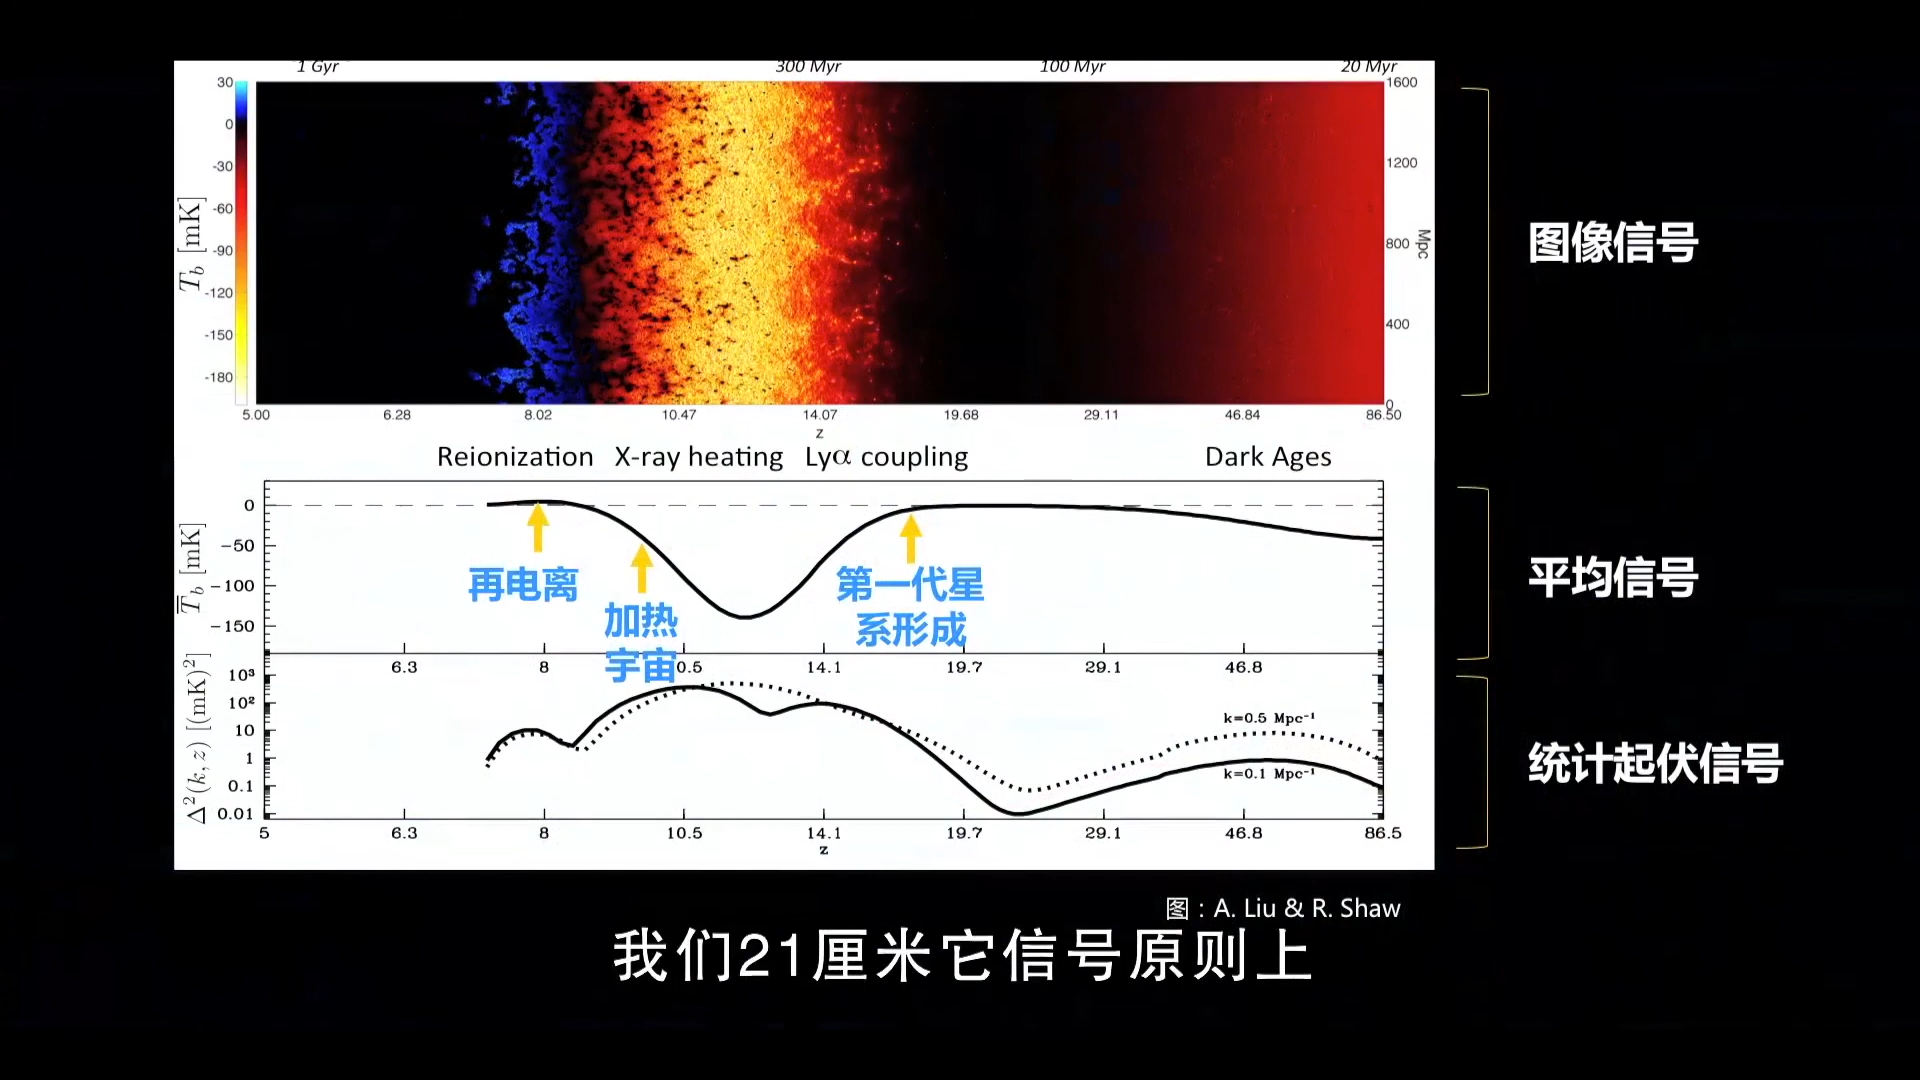 1 Gyr 300 Myr 100 Myr 20 Myr
30
0
-30
-60
-90
-120
-150
-180
T_b [mK]
1600
1200
800
400
0
Mpc
5.00 6.28 8.02 10.47 14.07 19.68 29.11 46.84 86.50
z
图像信号
Reionization X-ray heating Lyα coupling Dark Ages
0
−50
−100
−150
T̅_b [mK]
再电离
加热
宇宙
第一代星
系形成
6.3 8 0.5 14.1 19.7 29.1 46.8
平均信号
10³
10²
10
1
0.1
0.01
Δ²(k, z) [(mK)²]
k=0.5 Mpc⁻¹
k=0.1 Mpc⁻¹
5 6.3 8 10.5 14.1 19.7 29.1 46.8 86.5
z
统计起伏信号
图：A. Liu & R. Shaw
我们21厘米它信号原则上